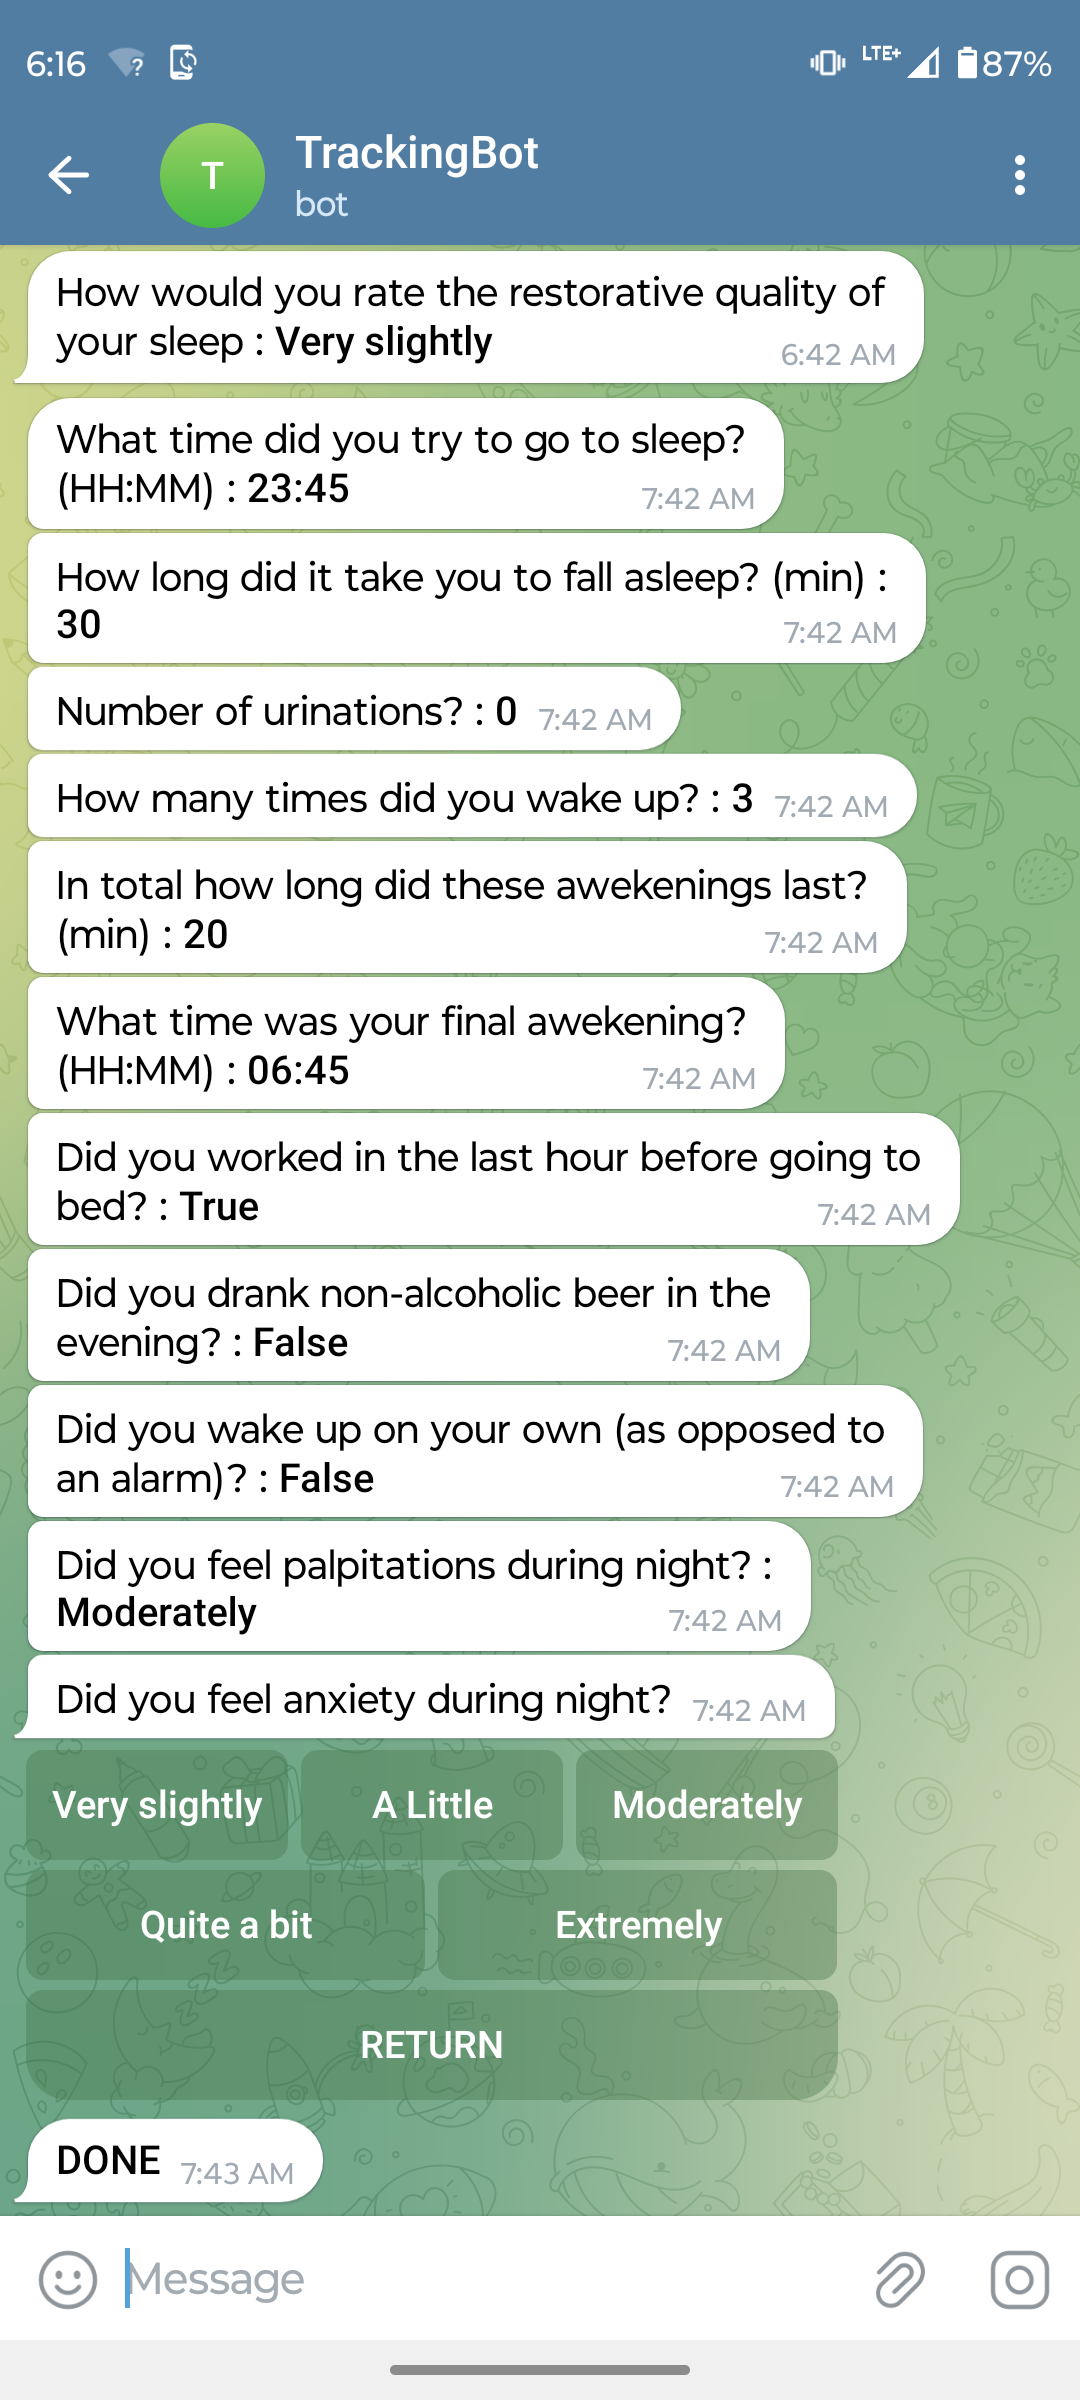 6:16
LTE+
87%
T
TrackingBot
bot
How would you rate the restorative quality of
your sleep : Very slightly
6:42 AM
What time did you try to go to sleep?
(HH:MM) : 23:45
7:42 AM
How long did it take you to fall asleep? (min) :
30
7:42 AM
Number of urinations? : 0 7:42 AM
How many times did you wake up? : 3 7:42 AM
In total how long did these awekenings last?
(min) : 20
7:42 AM
What time was your final awekening?
(HH:MM) : 06:45
7:42 AM
Did you worked in the last hour before going to
bed? : True
7:42 AM
Did you drank non-alcoholic beer in the
evening? : False
7:42 AM
Did you wake up on your own (as opposed to
an alarm)? : False
7:42 AM
Did you feel palpitations during night? :
Moderately
7:42 AM
Did you feel anxiety during night? 7:42 AM
Very slightly
A Little
Moderately
Quite a bit
Extremely
RETURN
DONE 7:43 AM
Message